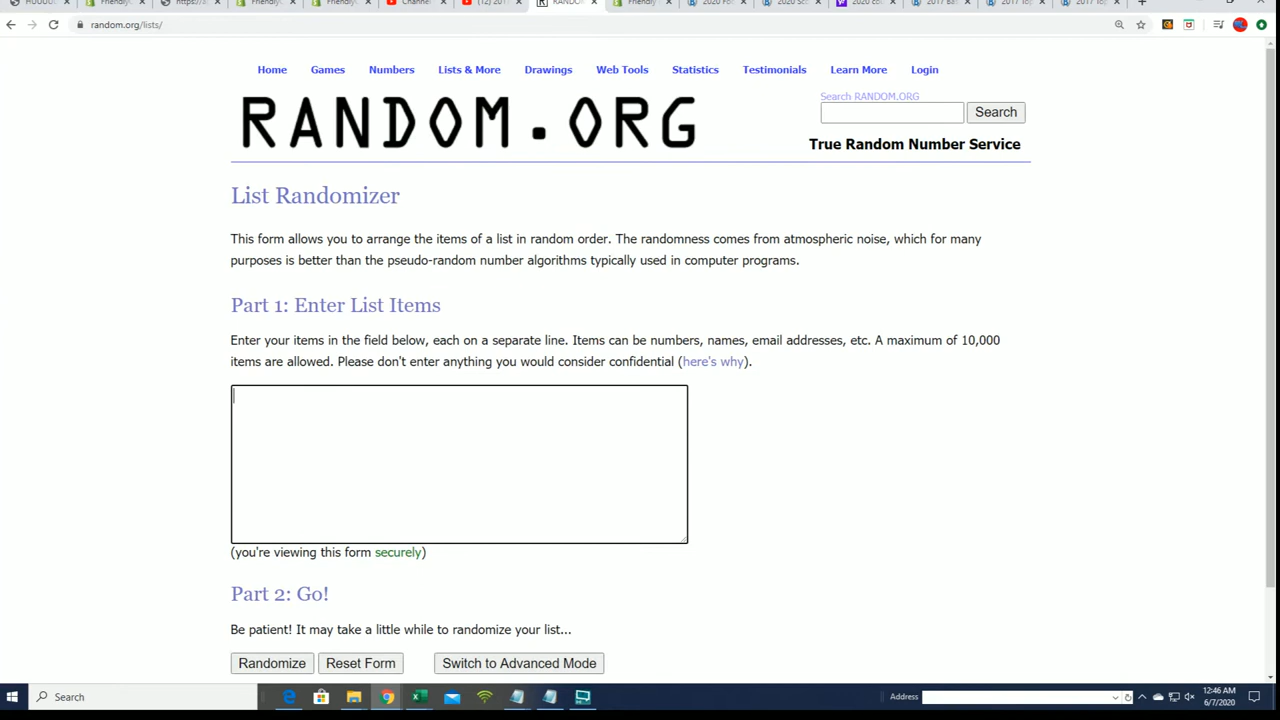 random.org/lists/
Home Games Numbers Lists & More Drawings Web Tools Statistics Testimonials Learn More Login
RANDOM.ORG
Search RANDOM.ORG
Search
True Random Number Service
List Randomizer
This form allows you to arrange the items of a list in random order. The randomness comes from atmospheric noise, which for many
purposes is better than the pseudo-random number algorithms typically used in computer programs.
Part 1: Enter List Items
Enter your items in the field below, each on a separate line. Items can be numbers, names, email addresses, etc. A maximum of 10,000
items are allowed. Please don't enter anything you would consider confidential (here's why).
(you're viewing this form securely)
Part 2: Go!
Be patient! It may take a little while to randomize your list...
Randomize Reset Form Switch to Advanced Mode
Search
Address
12:46 AM
6/7/2020